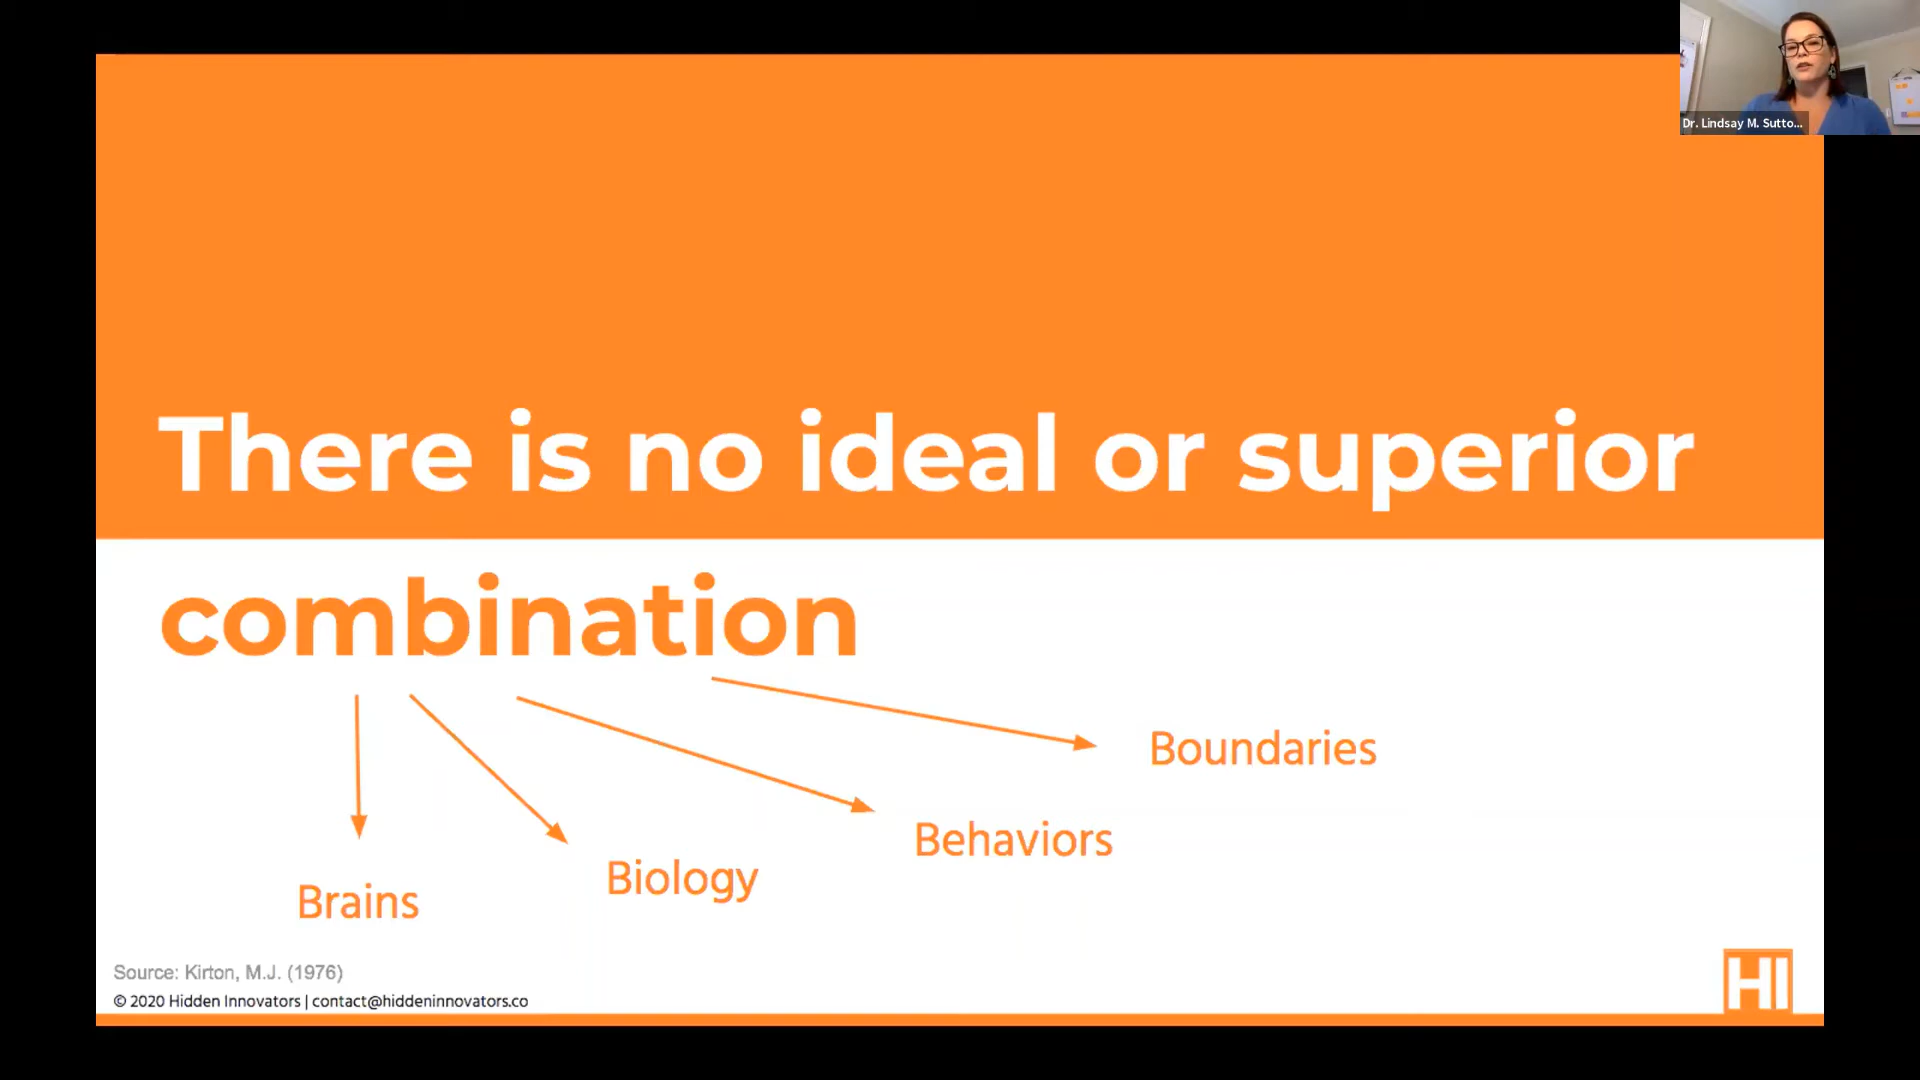 Dr. Lindsay M. Sutto...
There is no ideal or superior
combination
Boundaries
Behaviors
Biology
Brains
Source: Kirton, M.J. (1976)
© 2020 Hidden Innovators | contact@hiddeninnovators.co
HI